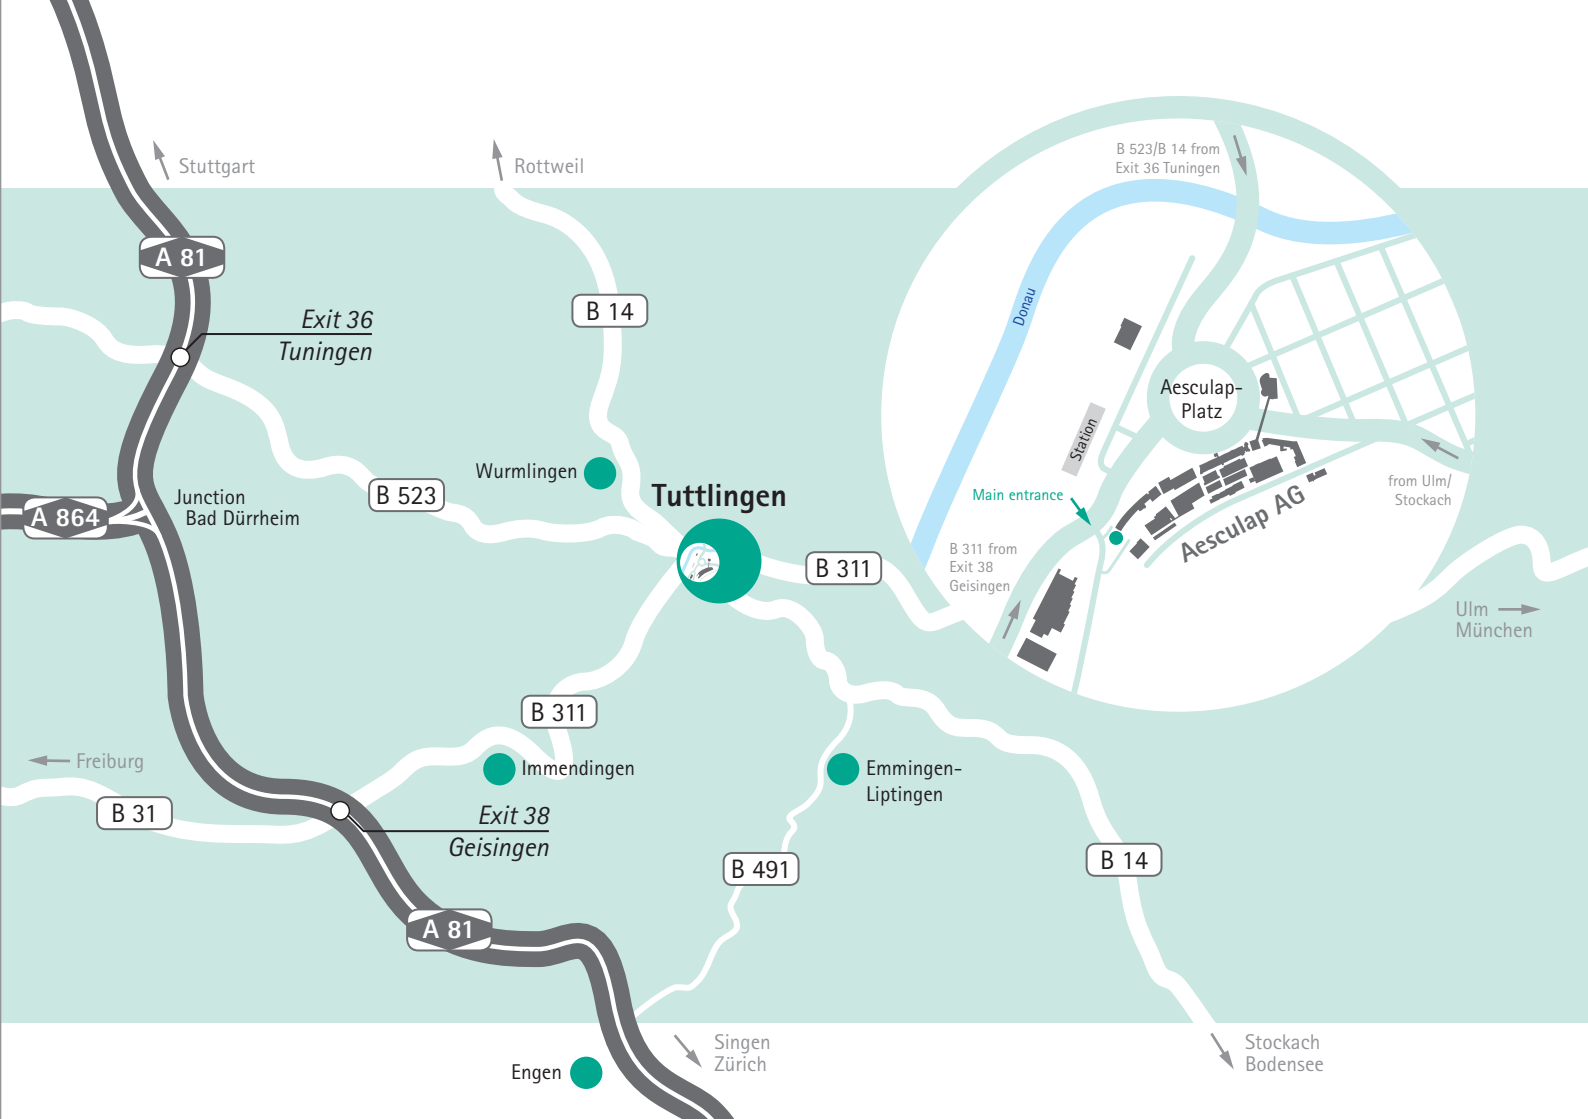 B 523/B 14 from
Exit 36 Tuningen
Stuttgart
Rottweil
A 81
Exit 36
Tuningen
B 14
Donau
Aesculap-
Platz
Station
Main entrance
from Ulm/
Stockach
Aesculap AG
B 311 from
Exit 38
Geisingen
Wurmlingen
B 523
Tuttlingen
Junction
Bad Dürrheim
A 864
B 311
Ulm
München
B 311
Freiburg
Immendingen
Emmingen-
Liptingen
B 31
Exit 38
Geisingen
B 491
B 14
A 81
Singen
Zürich
Stockach
Bodensee
Engen